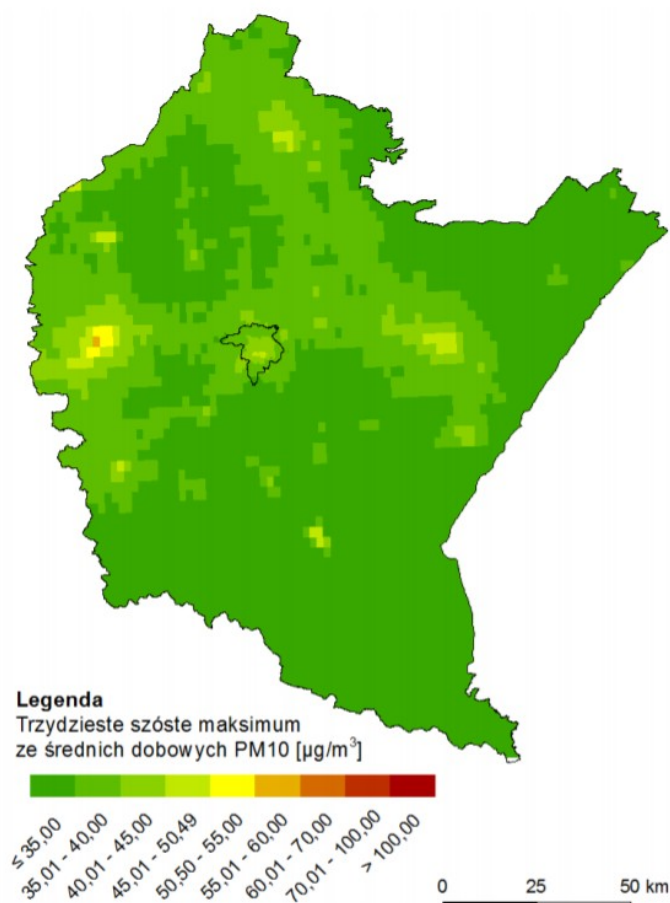 Legenda
Trzydzieste szóste maksimum
ze średnich dobowych PM10 [µg/m³]
≤ 35,00
35,01 - 40,00
40,01 - 45,00
45,01 - 50,49
50,50 - 55,00
55,01 - 60,00
60,01 - 70,00
70,01 - 100,00
> 100,00
0 25 50 km